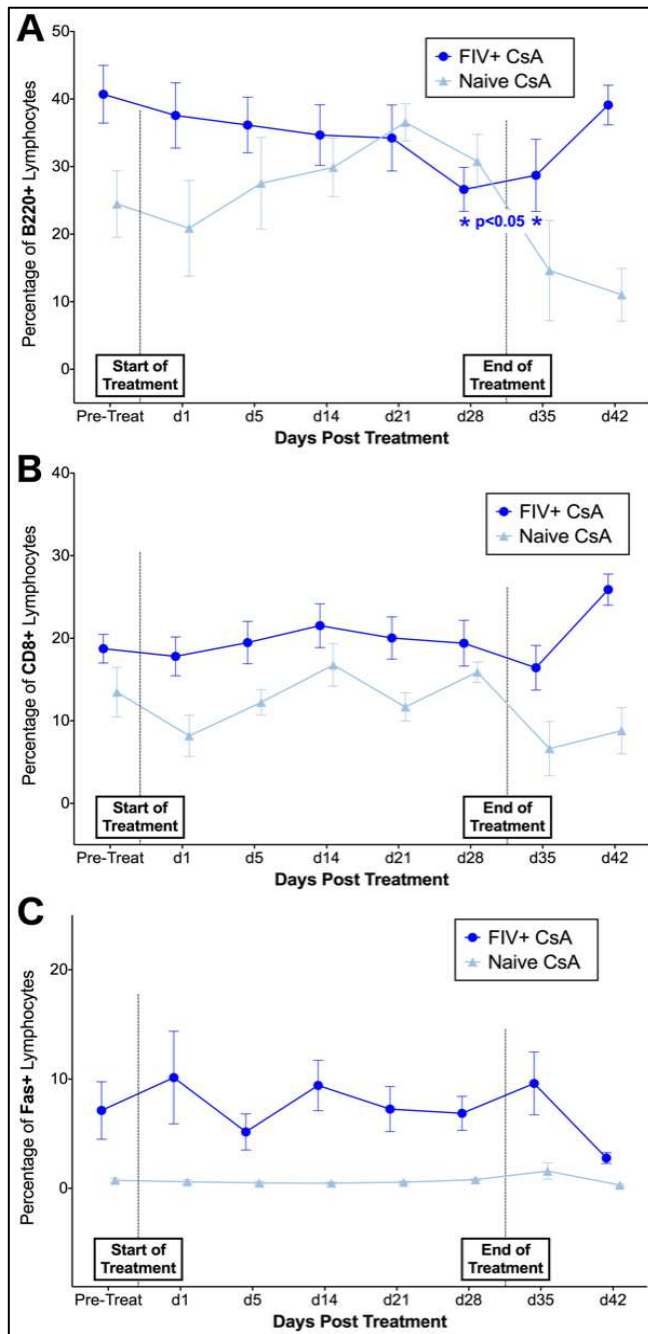 A
50
40
30
20
10
0
Percentage of B220+ Lymphocytes
FIV+ CsA
Naive CsA
* p<0.05 *
Start of
Treatment
End of
Treatment
Pre-Treat d1 d5 d14 d21 d28 d35 d42
Days Post Treatment
B
40
30
20
10
0
Percentage of CD8+ Lymphocytes
FIV+ CsA
Naive CsA
Start of
Treatment
End of
Treatment
Pre-Treat d1 d5 d14 d21 d28 d35 d42
Days Post Treatment
C
20
10
0
Percentage of Fas+ Lymphocytes
FIV+ CsA
Naive CsA
Start of
Treatment
End of
Treatment
Pre-Treat d1 d5 d14 d21 d28 d35 d42
Days Post Treatment